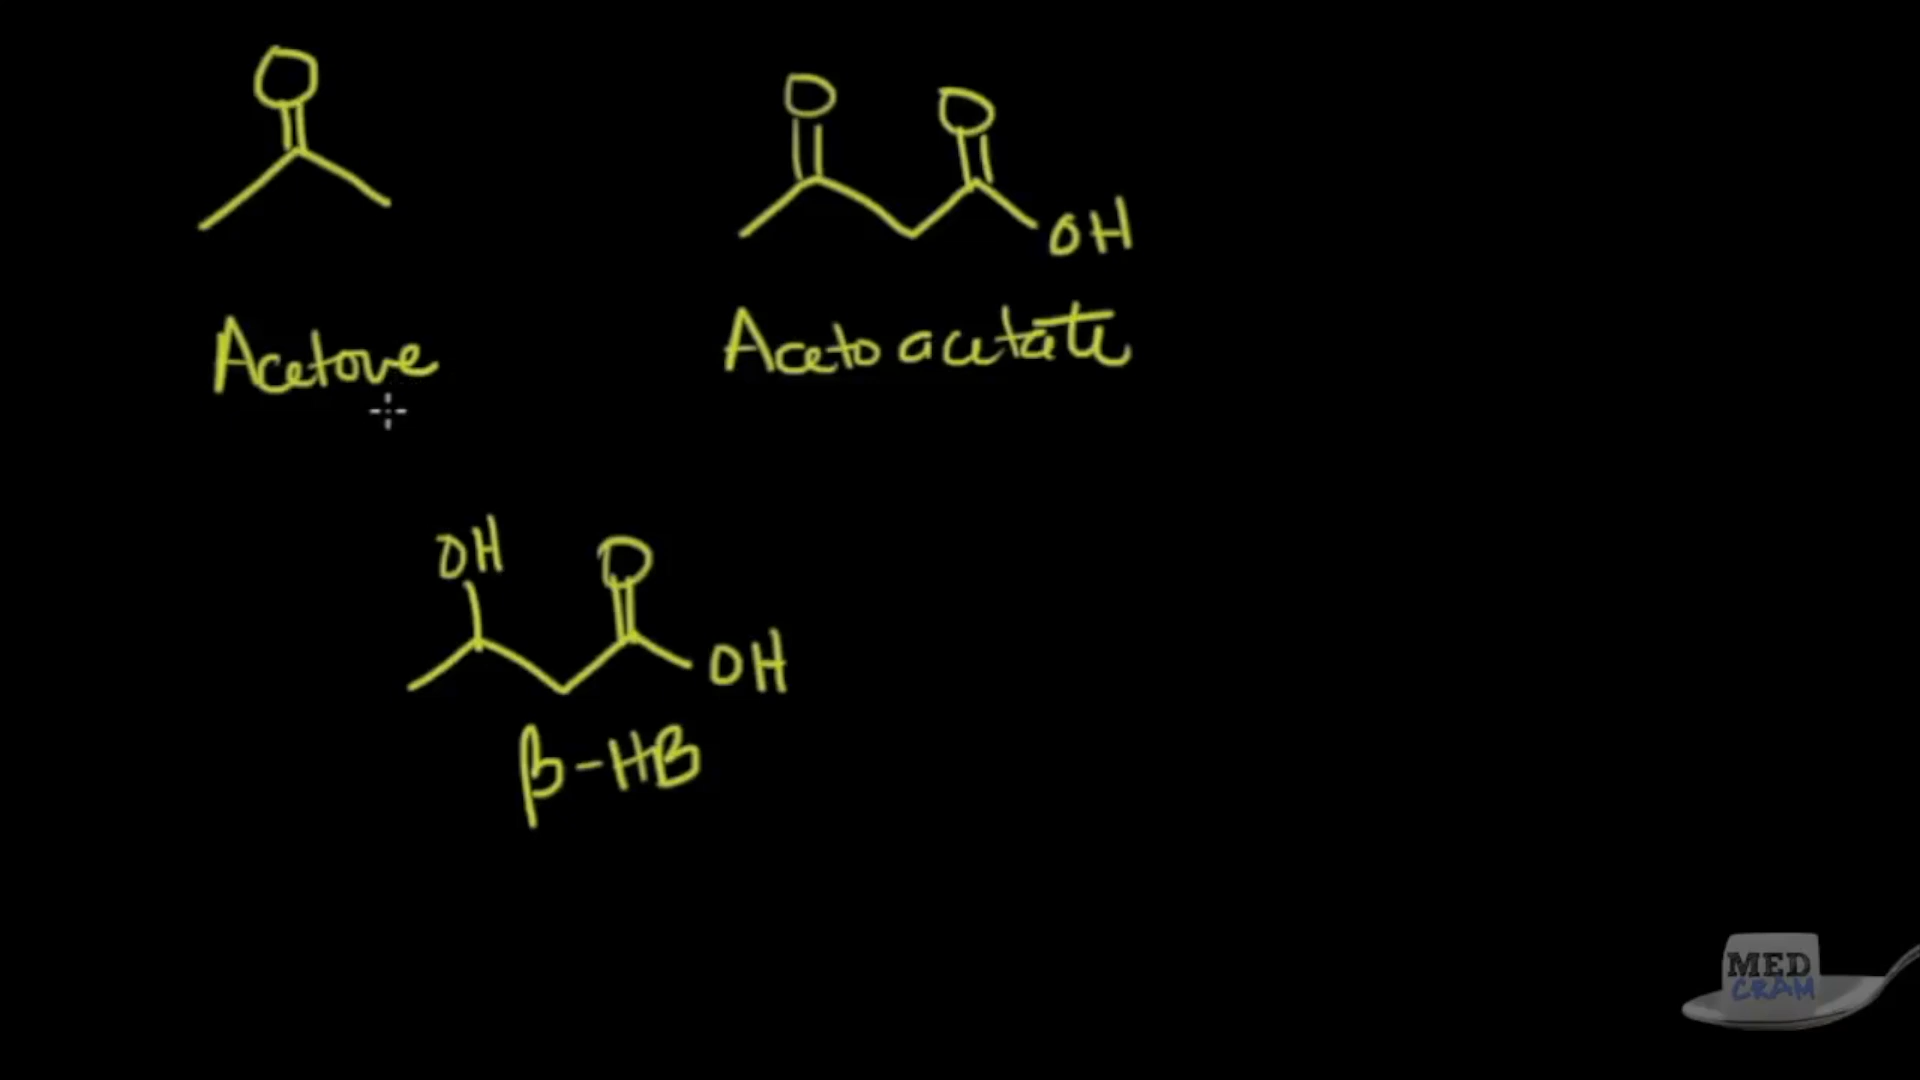 O
O
O
OH
Acetone
Acetoacetate
OH
O
OH
β-HB
MED
CRAM